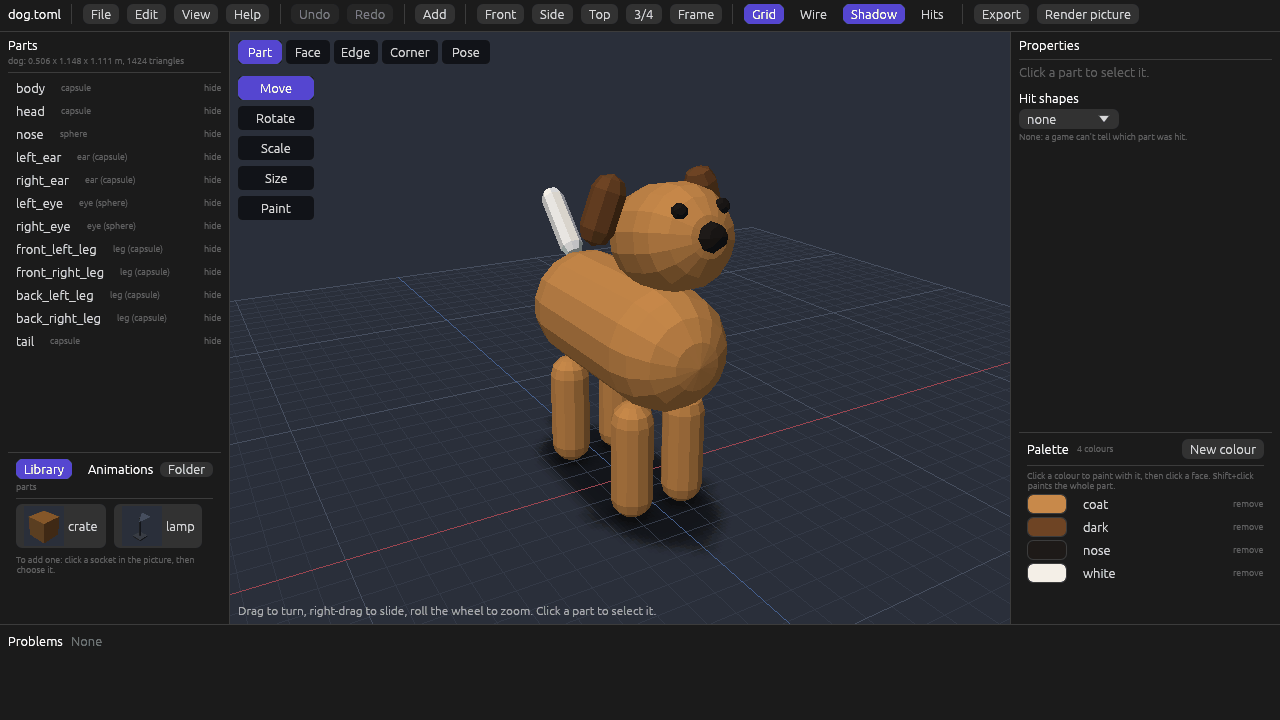 dog.toml File Edit View Help Undo Redo Add Front Side Top 3/4 Frame Grid Wire Shadow Hits Export Render picture
Parts
dog: 0.506 x 1.148 x 1.111 m, 1424 triangles
body capsule hide
head capsule hide
nose sphere hide
left_ear ear (capsule) hide
right_ear ear (capsule) hide
left_eye eye (sphere) hide
right_eye eye (sphere) hide
front_left_leg leg (capsule) hide
front_right_leg leg (capsule) hide
back_left_leg leg (capsule) hide
back_right_leg leg (capsule) hide
tail capsule hide
Library Animations Folder
parts
crate lamp
To add one: click a socket in the picture, then
choose it.
Part Face Edge Corner Pose
Move
Rotate
Scale
Size
Paint
Drag to turn, right-drag to slide, roll the wheel to zoom. Click a part to select it.
Properties
Click a part to select it.
Hit shapes
none
None: a game can't tell which part was hit.
Palette 4 colours New colour
Click a colour to paint with it, then click a face. Shift+click
paints the whole part.
coat remove
dark remove
nose remove
white remove
Problems None